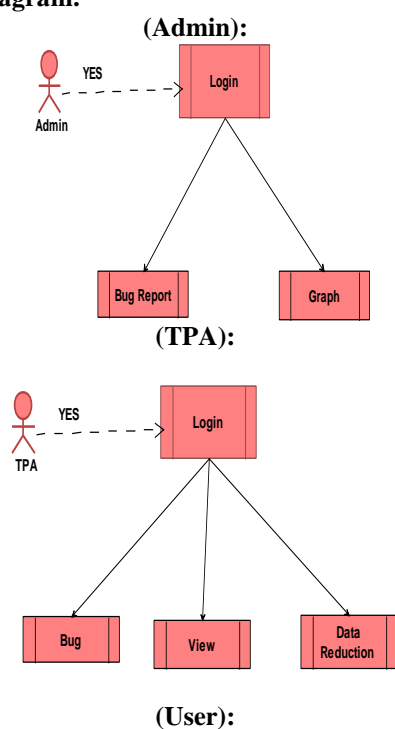 agram:
(Admin):
YES
Login
Admin
Bug Report
Graph
(TPA):
YES
Login
TPA
Bug
View
Data
Reduction
(User):